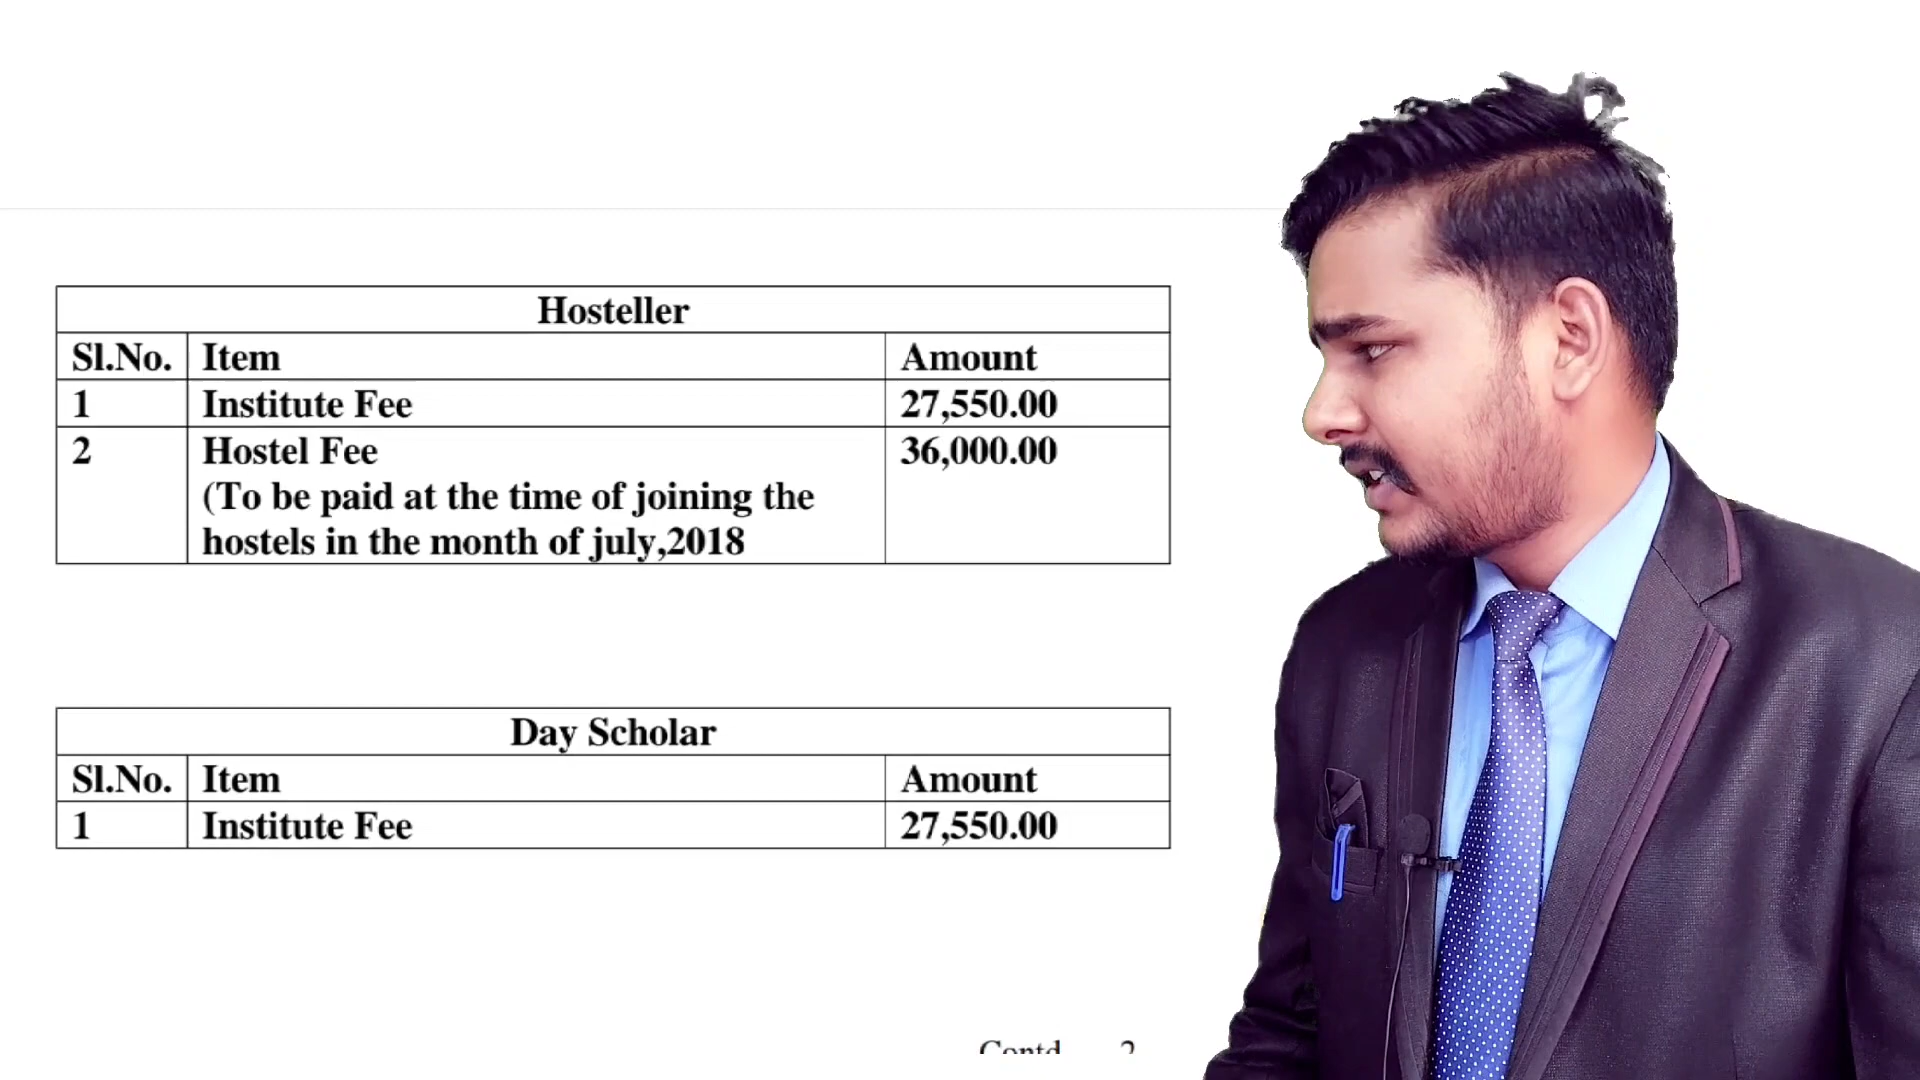 Hosteller
Sl.No. Item Amount
1 Institute Fee 27,550.00
2 Hostel Fee 36,000.00
(To be paid at the time of joining the
hostels in the month of july,2018
Day Scholar
Sl.No. Item Amount
1 Institute Fee 27,550.00
Contd 2